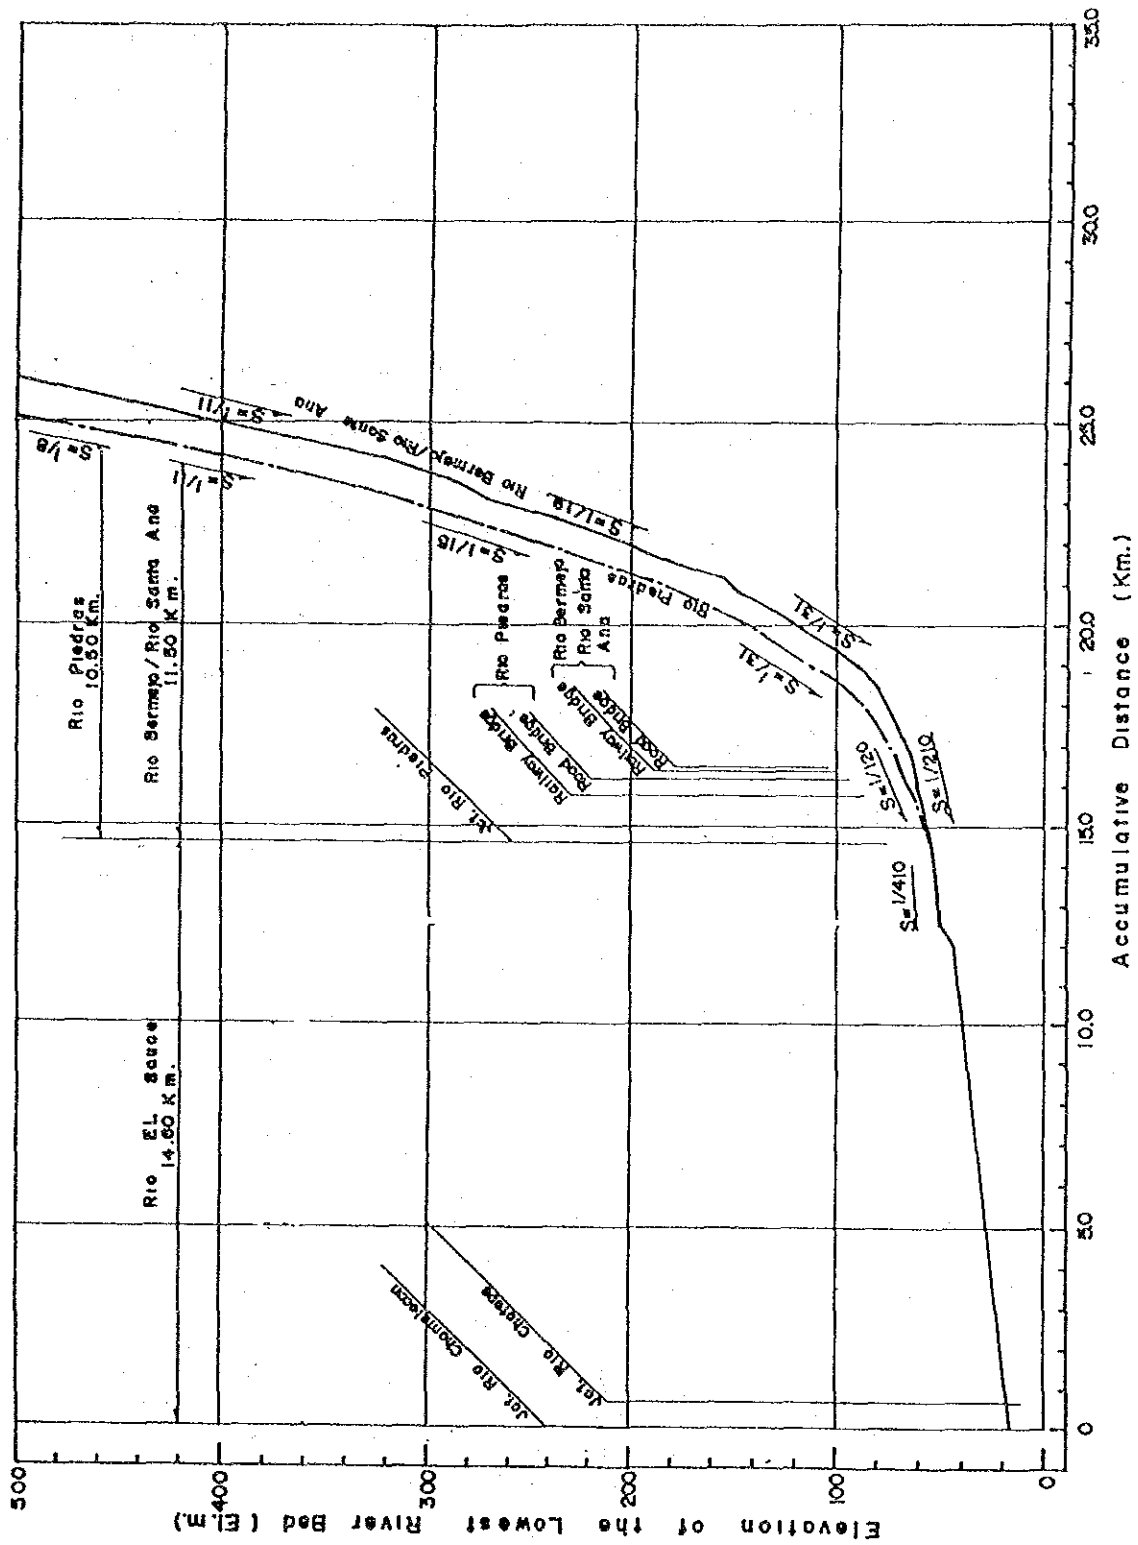 Elevation of the Lowest River Bed (El.m)
500
400
300
200
100
0
Accumulative Distance (Km.)
0
5.0
10.0
15.0
20.0
25.0
30.0
35.0
Rio EL Sauce
14.60 Km.
Rio Piedras
10.50 Km.
Rio Bermejo/Rio Santa Ana
11.50 Km.
Jct. Rio Chamelecon
Jct. Rio Chotepe
Jct. Rio Piedras
Railway Bridge
Road Bridge
Rio Piedras
Railway Bridge
Road Bridge
Rio Bermejo
Rio Santa
Ana
Rio Piedras
Rio Bermejo/Rio Santa Ana
S=1/8
S=1/11
S=1/15
S=1/31
S=1/120
S=1/11
S=1/19
S=1/31
S=1/210
S=1/410